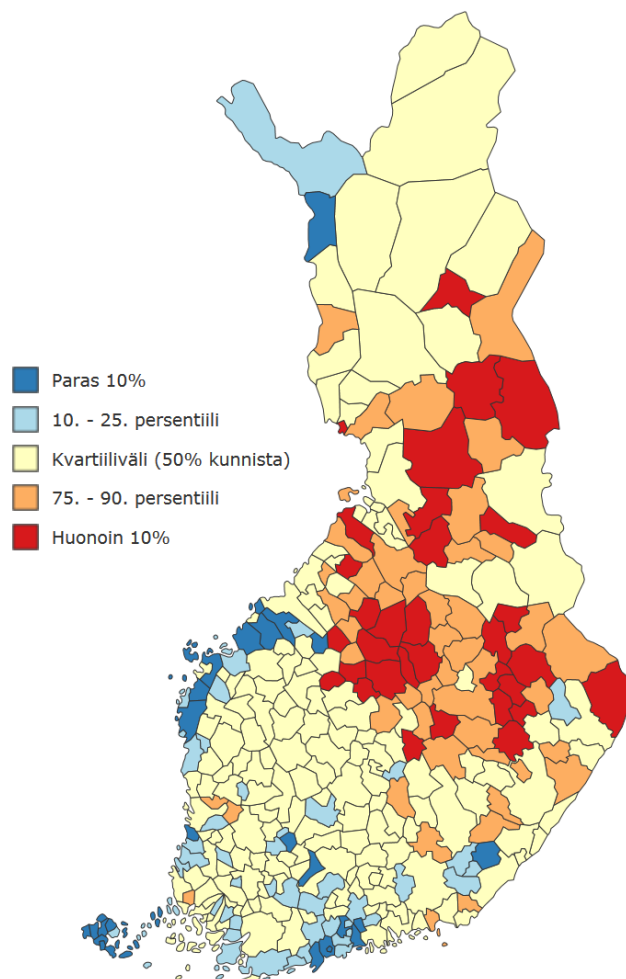 Paras 10%
10. - 25. persentiili
Kvartiiliväli (50% kunnista)
75. - 90. persentiili
Huonoin 10%